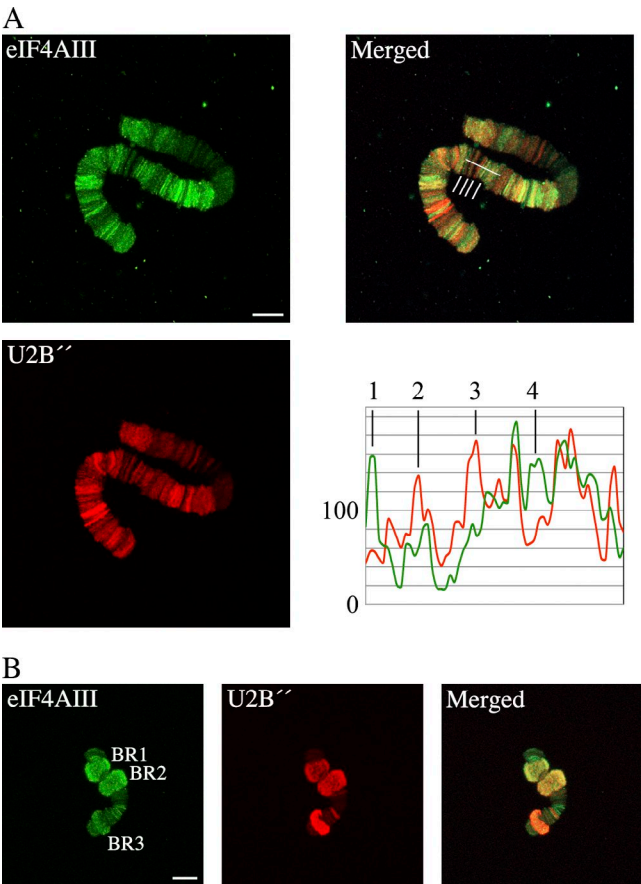 A
eIF4AIII
Merged
U2B´´
1 2 3 4
100
0
B
eIF4AIII
U2B´´
Merged
BR1
BR2
BR3